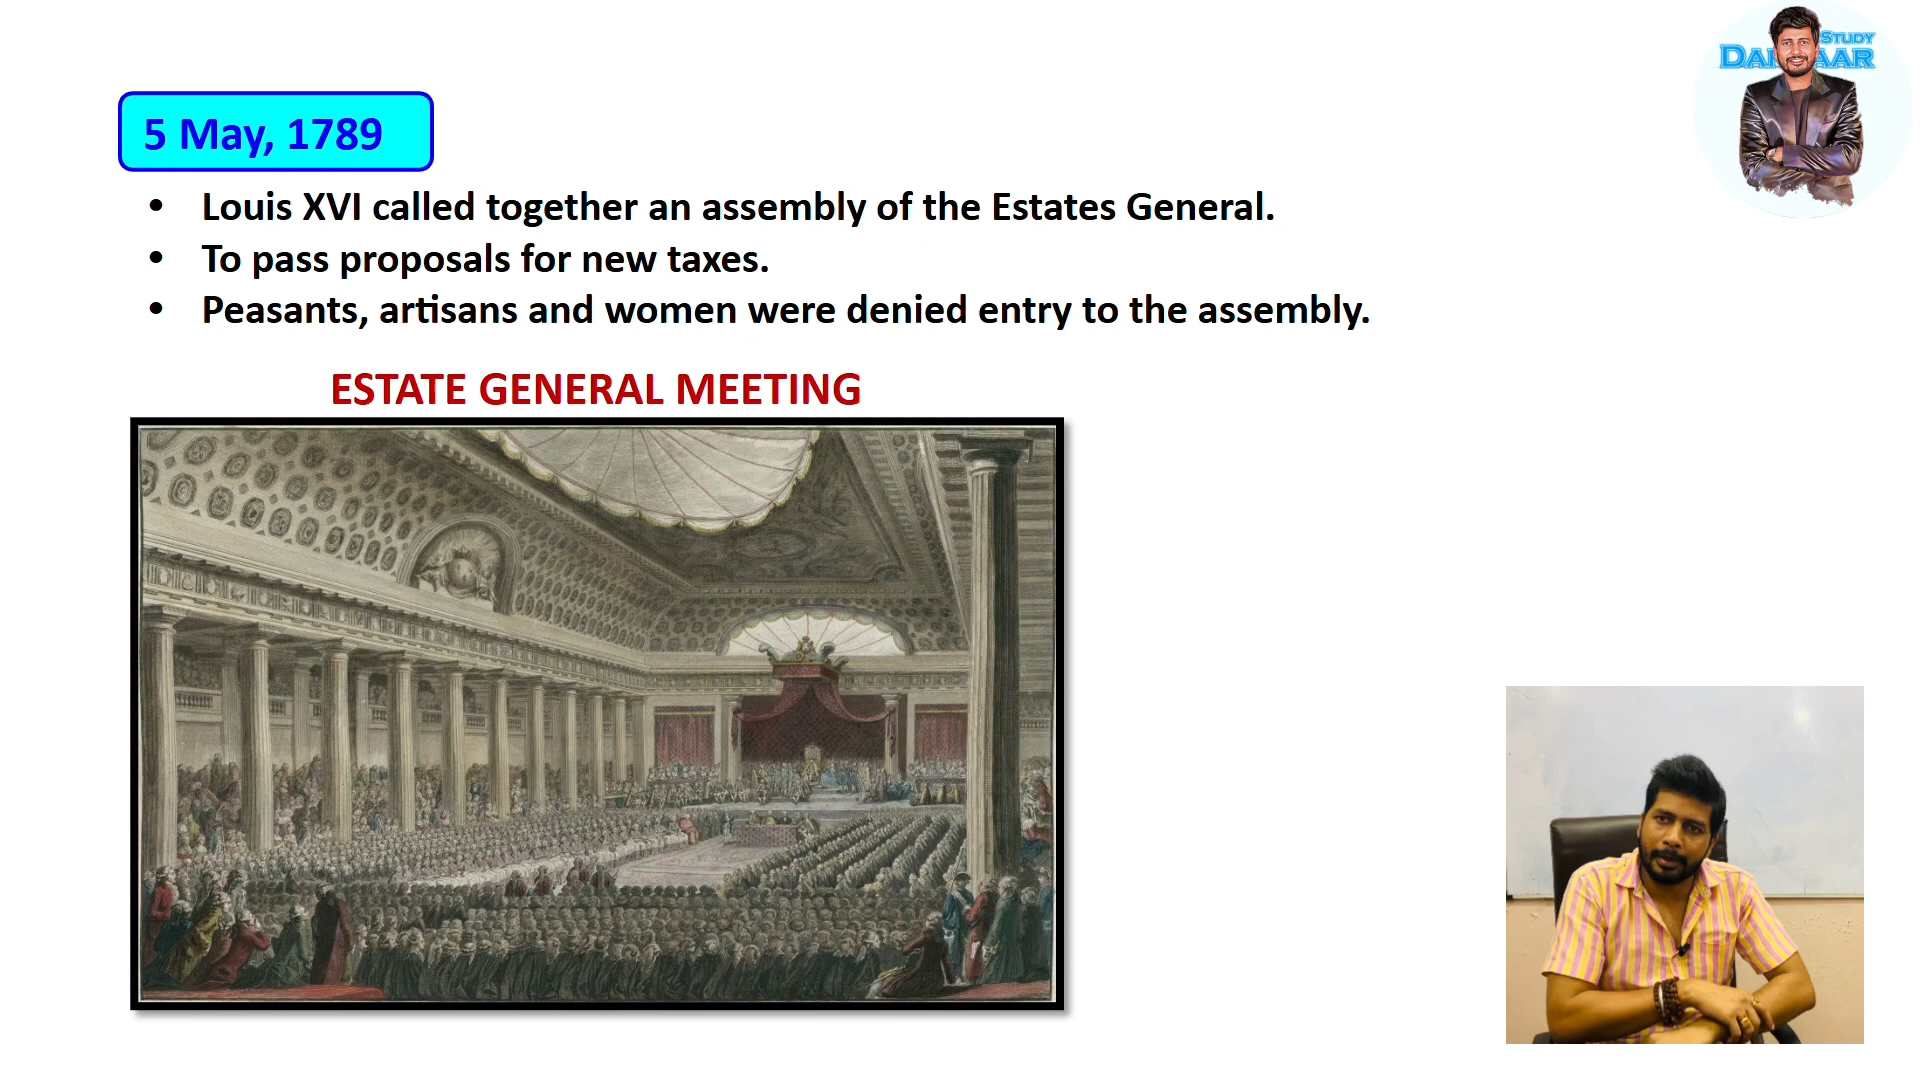 STUDY
5 May, 1789
• Louis XVI called together an assembly of the Estates General.
• To pass proposals for new taxes.
• Peasants, artisans and women were denied entry to the assembly.
ESTATE GENERAL MEETING